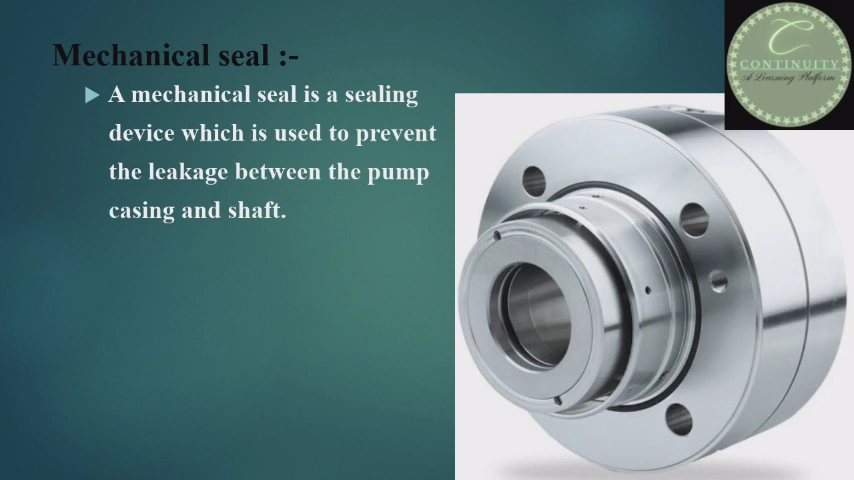 Mechanical seal :-
A mechanical seal is a sealing
device which is used to prevent
the leakage between the pump
casing and shaft.
C
CONTINUITY
A Learning Platform